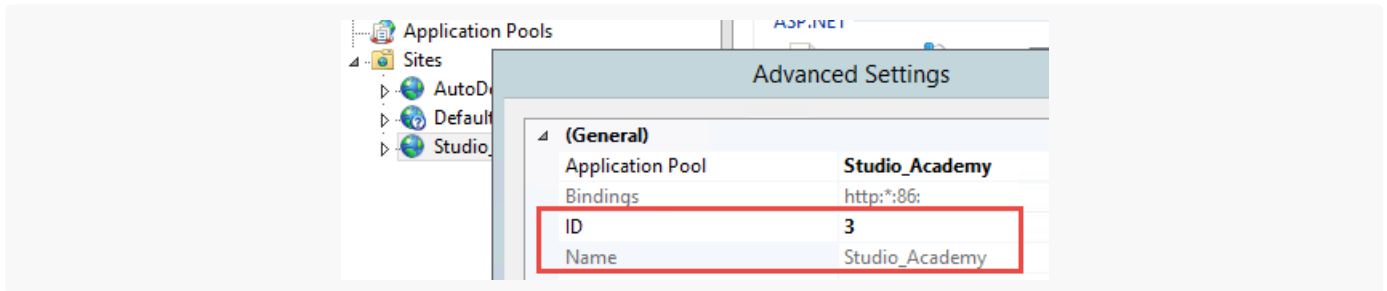 Application Pools
ASP.NET
Sites
Advanced Settings
AutoD
Default
(General)
Studio_
Application Pool Studio_Academy
Bindings http:*:86:
ID 3
Name Studio_Academy